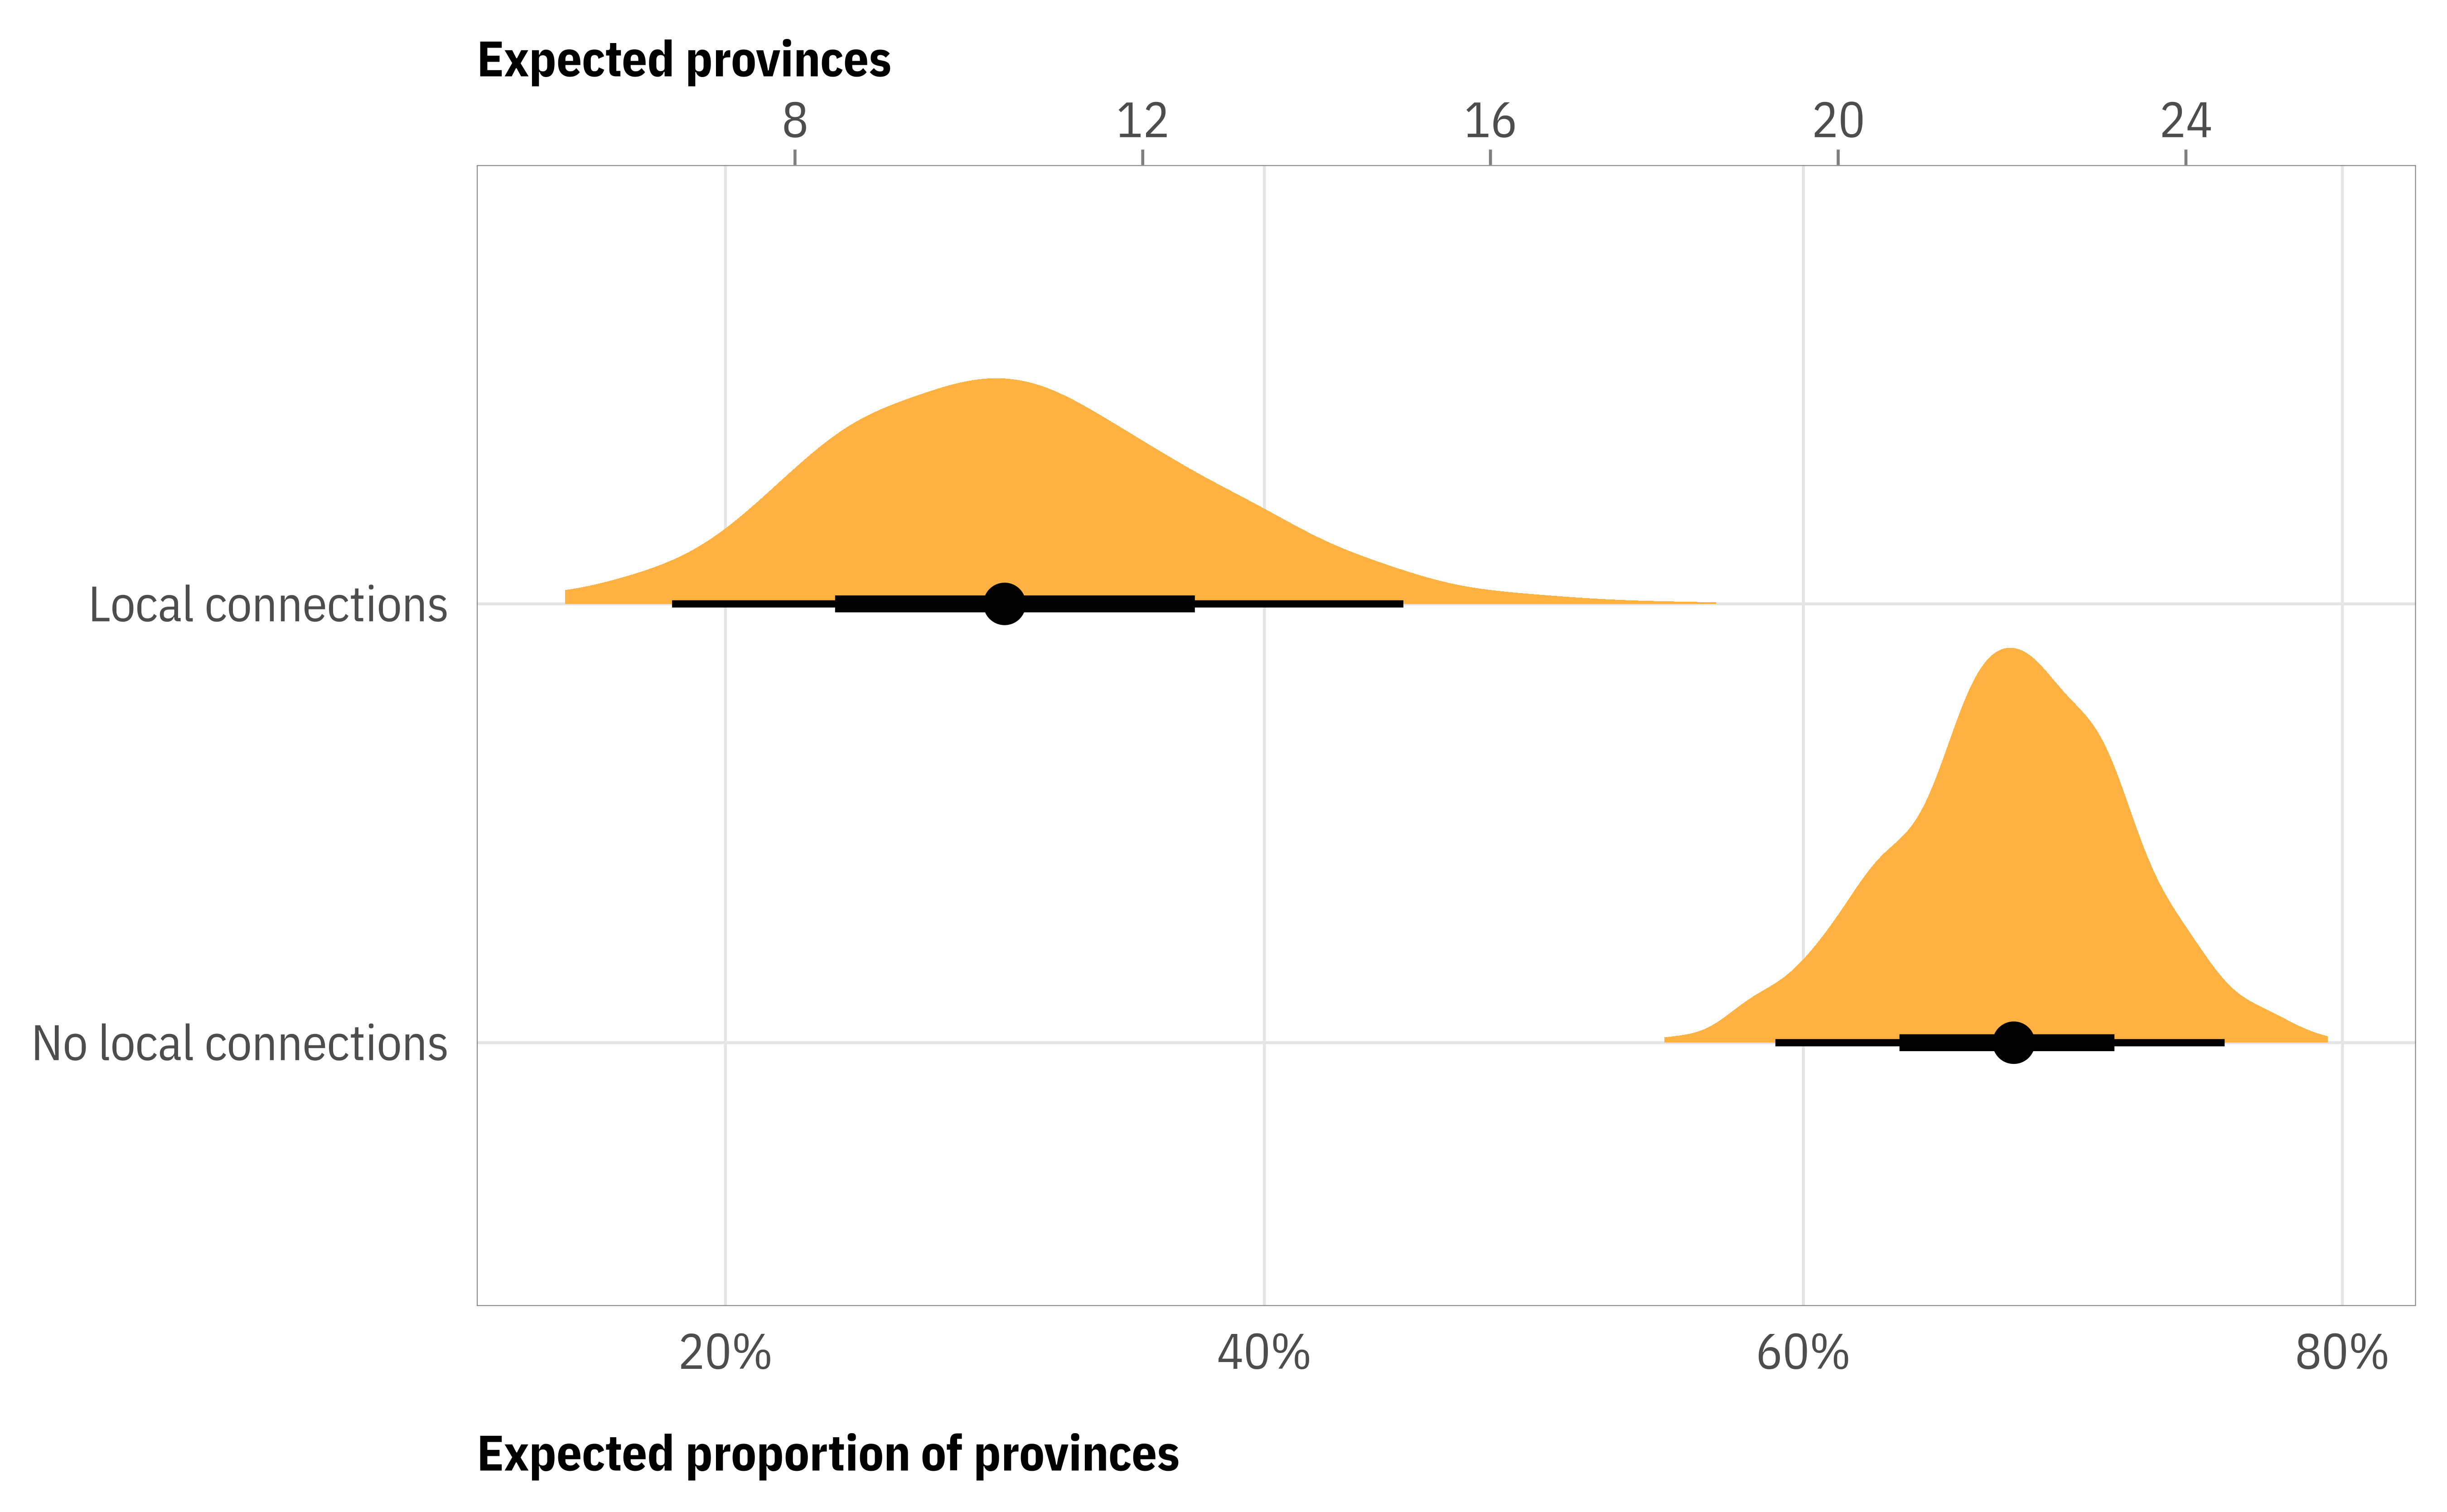 Expected provinces
8 12 16 20 24
Local connections
No local connections
20% 40% 60% 80%
Expected proportion of provinces